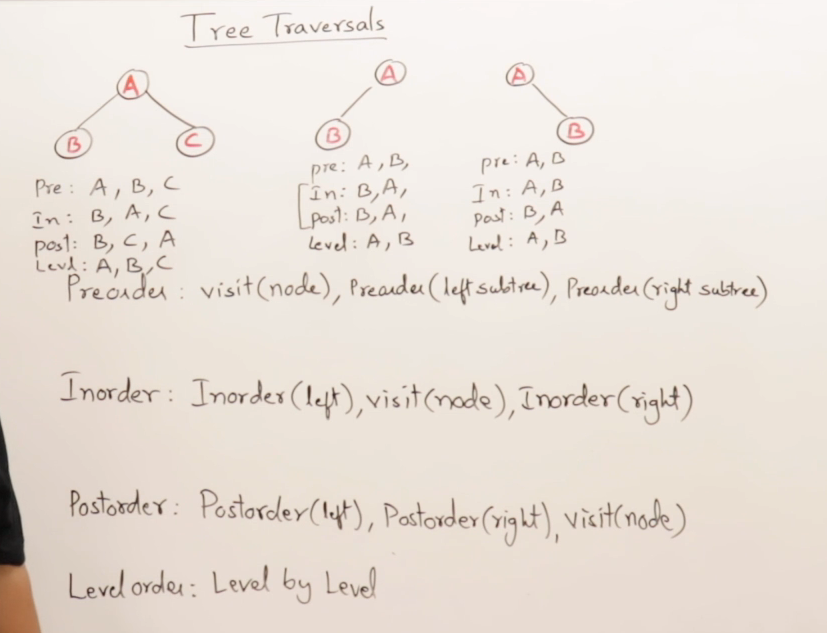 Tree Traversals
A
B C
Pre: A, B, C
In: B, A, C
post: B, C, A
Levl: A, B, C
A
B
pre: A, B,
In: B, A,
post: B, A,
Level: A, B
A
B
pre: A, B
In: A, B
post: B, A
Level: A, B
Preorder: visit(node), Preorder(left subtree), Preorder(right subtree)
Inorder: Inorder(left), visit(node), Inorder(right)
Postorder: Postorder(left), Postorder(right), visit(node)
Level order: Level by Level